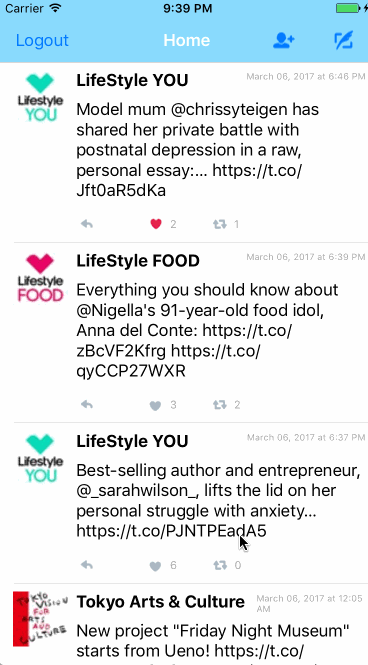 Carrier 9:39 PM
Logout Home
Lifestyle YOU
LifeStyle YOU March 06, 2017 at 6:46 PM
Model mum @chrissyteigen has
shared her private battle with
postnatal depression in a raw,
personal essay:... https://t.co/
Jft0aR5dKa
2 1
Lifestyle FOOD
LifeStyle FOOD March 06, 2017 at 6:39 PM
Everything you should know about
@Nigella's 91-year-old food idol,
Anna del Conte: https://t.co/
zBcVF2Kfrg https://t.co/
qyCCP27WXR
3 2
Lifestyle YOU
LifeStyle YOU March 06, 2017 at 6:37 PM
Best-selling author and entrepreneur,
@_sarahwilson_, lifts the lid on her
personal struggle with anxiety...
https://t.co/PJNTPEadA5
6 0
TOKYO VISION FOR ARTS AND CULTURE
Tokyo Arts & Culture March 06, 2017 at 12:05
AM
New project "Friday Night Museum"
starts from Ueno! https://t.co/